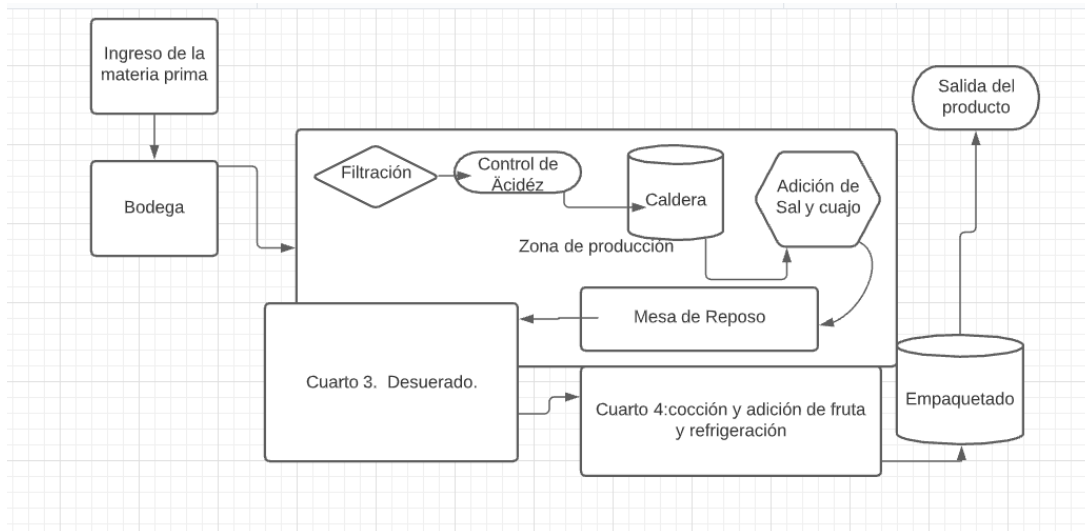 Ingreso de la
materia prima
Bodega
Filtración
Control de
Äcidéz
Caldera
Adición de
Sal y cuajo
Zona de producción
Mesa de Reposo
Cuarto 3.  Desuerado.
Cuarto 4:cocción y adición de fruta
y refrigeración
Empaquetado
Salida del
producto